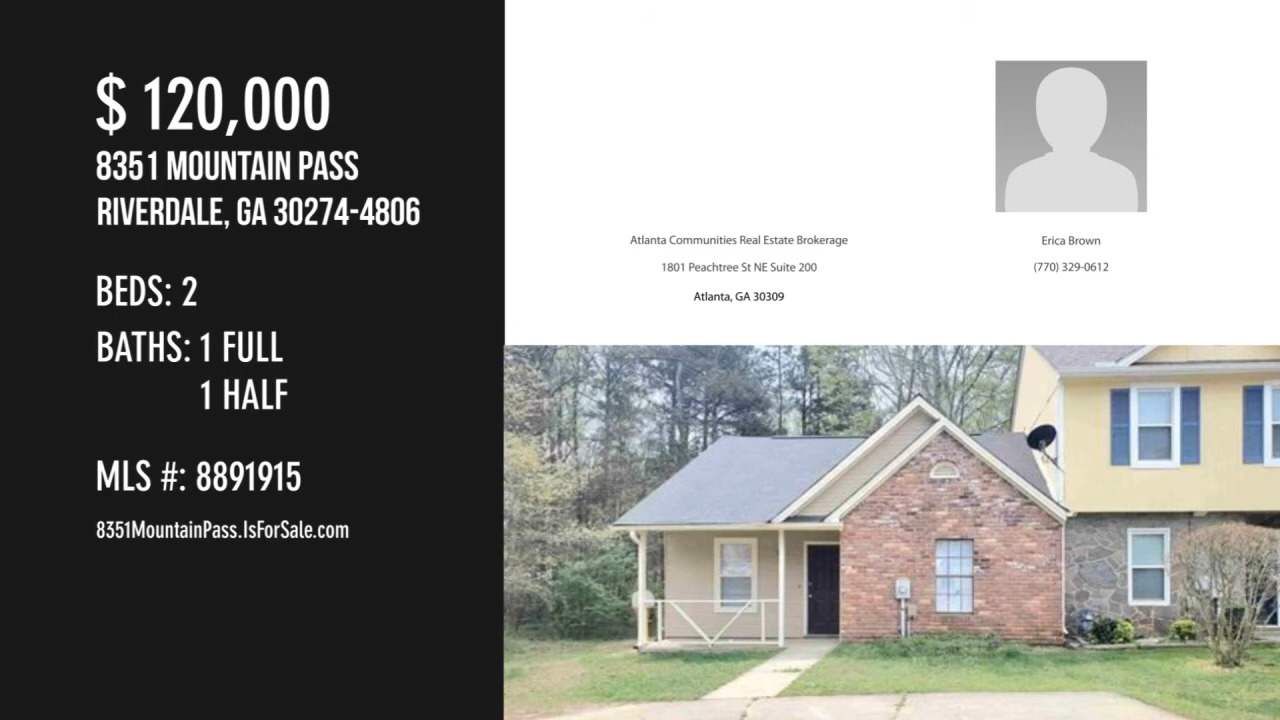 $ 120,000
8351 MOUNTAIN PASS
RIVERDALE, GA 30274-4806
BEDS: 2
BATHS: 1 FULL
1 HALF
MLS #: 8891915
8351MountainPass.IsForSale.com
Atlanta Communities Real Estate Brokerage
1801 Peachtree St NE Suite 200
Atlanta, GA 30309
Erica Brown
(770) 329-0612